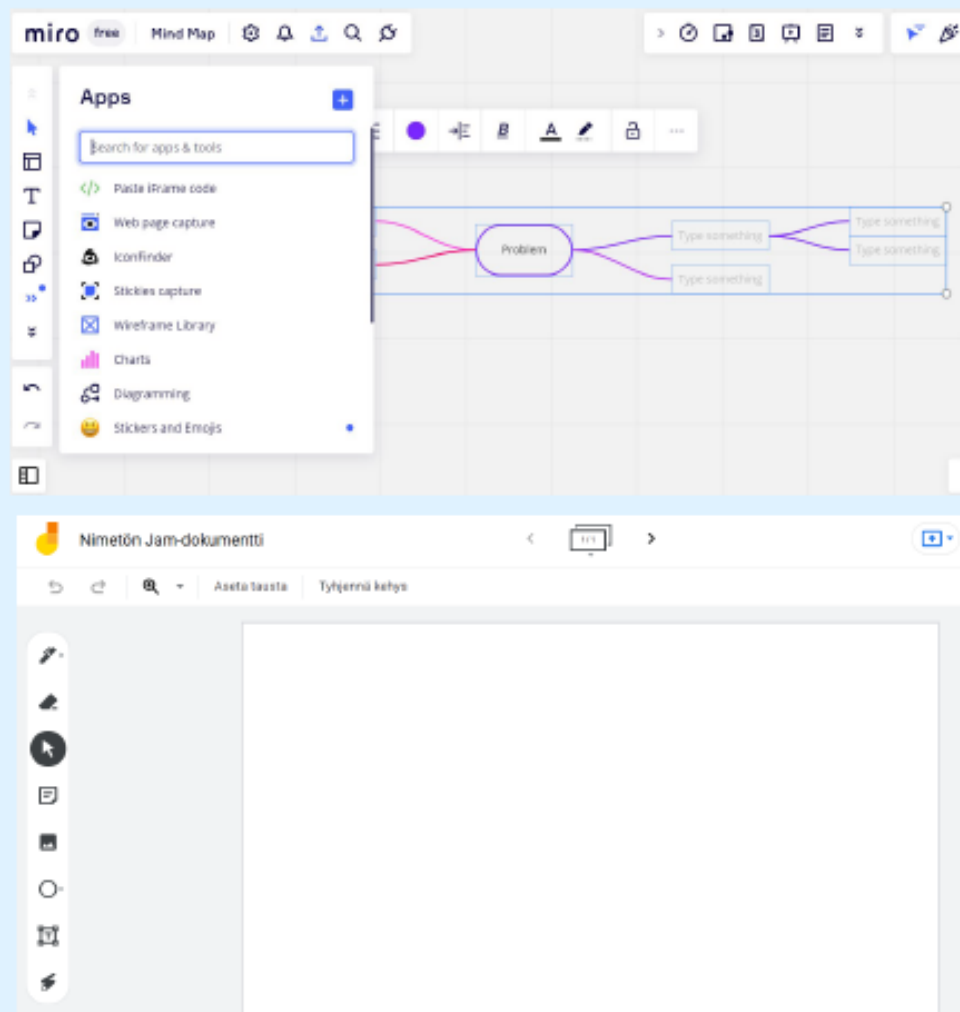 miro free Mind Map
Apps
Search for apps & tools
Paste iFrame code
Web page capture
Iconfinder
Stickies capture
Wireframe Library
Charts
Diagramming
Stickers and Emojis
B A
Problem
Type something
Type something
Type something
Type something
Nimetön Jam-dokumentti
1/1
Aseta tausta Tyhjennä kehys